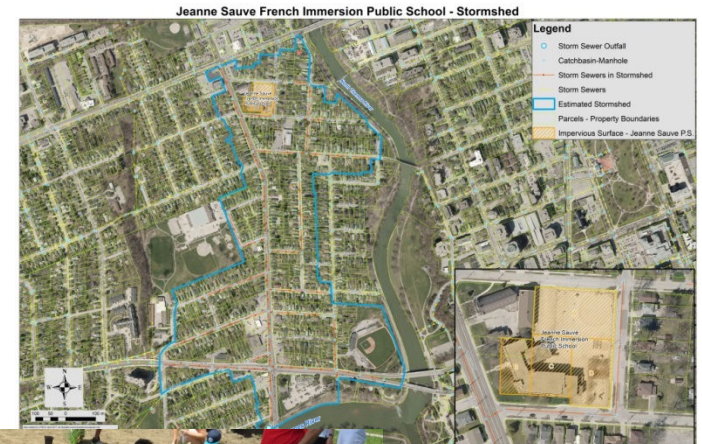 Jeanne Sauve French Immersion Public School - Stormshed
Legend
Storm Sewer Outfall
Catchbasin-Manhole
Storm Sewers in Stormshed
Storm Sewers
Estimated Stormshed
Parcels - Property Boundaries
Impervious Surface - Jeanne Sauve P.S.
Jeanne Sauve
French Immersion
Public School
N
W
E
S